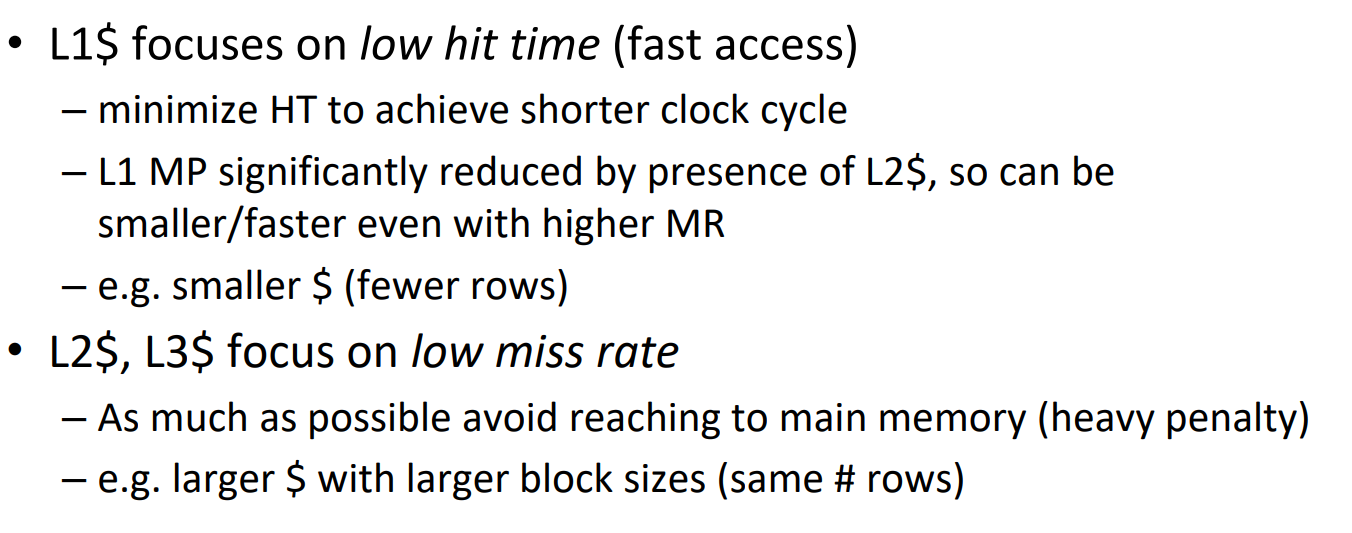 • L1$ focuses on low hit time (fast access)
– minimize HT to achieve shorter clock cycle
– L1 MP significantly reduced by presence of L2$, so can be
smaller/faster even with higher MR
– e.g. smaller $ (fewer rows)
• L2$, L3$ focus on low miss rate
– As much as possible avoid reaching to main memory (heavy penalty)
– e.g. larger $ with larger block sizes (same # rows)